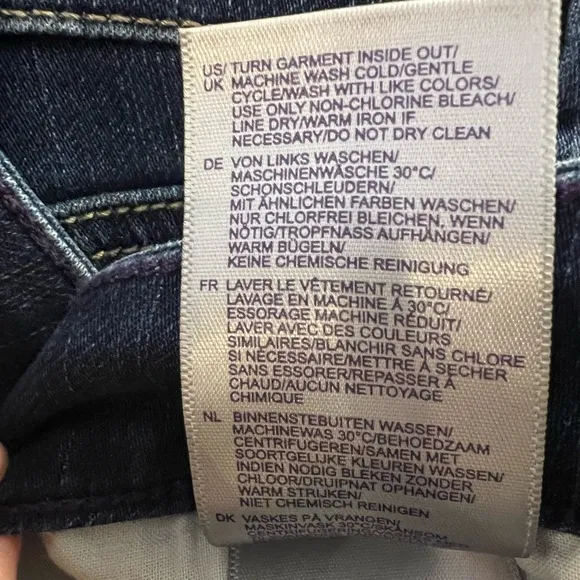 US/ TURN GARMENT INSIDE OUT/
UK MACHINE WASH COLD/GENTLE
CYCLE/WASH WITH LIKE COLORS/
USE ONLY NON-CHLORINE BLEACH/
LINE DRY/WARM IRON IF
NECESSARY/DO NOT DRY CLEAN
DE VON LINKS WASCHEN/
MASCHINENWÄSCHE 30°C/
SCHONSCHLEUDERN/
MIT ÄHNLICHEN FARBEN WASCHEN/
NUR CHLORFREI BLEICHEN, WENN
NÖTIG/TROPFNASS AUFHÄNGEN/
WARM BÜGELN/
KEINE CHEMISCHE REINIGUNG
FR LAVER LE VÊTEMENT RETOURNÉ/
LAVAGE EN MACHINE À 30°C/
ESSORAGE MACHINE RÉDUIT/
LAVER AVEC DES COULEURS
SIMILAIRES/BLANCHIR SANS CHLORE
SI NÉCESSAIRE/METTRE À SECHER
SANS ESSORER/REPASSER À
CHAUD/AUCUN NETTOYAGE
CHIMIQUE
NL BINNENSTEBUITEN WASSEN/
MACHINEWAS 30°C/BEHOEDZAAM
CENTRIFUGEREN/SAMEN MET
SOORTGELIJKE KLEUREN WASSEN/
INDIEN NODIG BLEKEN ZONDER
CHLOOR/DRUIPNAT OPHANGEN/
WARM STRIJKEN/
NIET CHEMISCH REINIGEN
DK VASKES PÅ VRANGEN/
MASKINVASK 30°C/SKÅNSOM